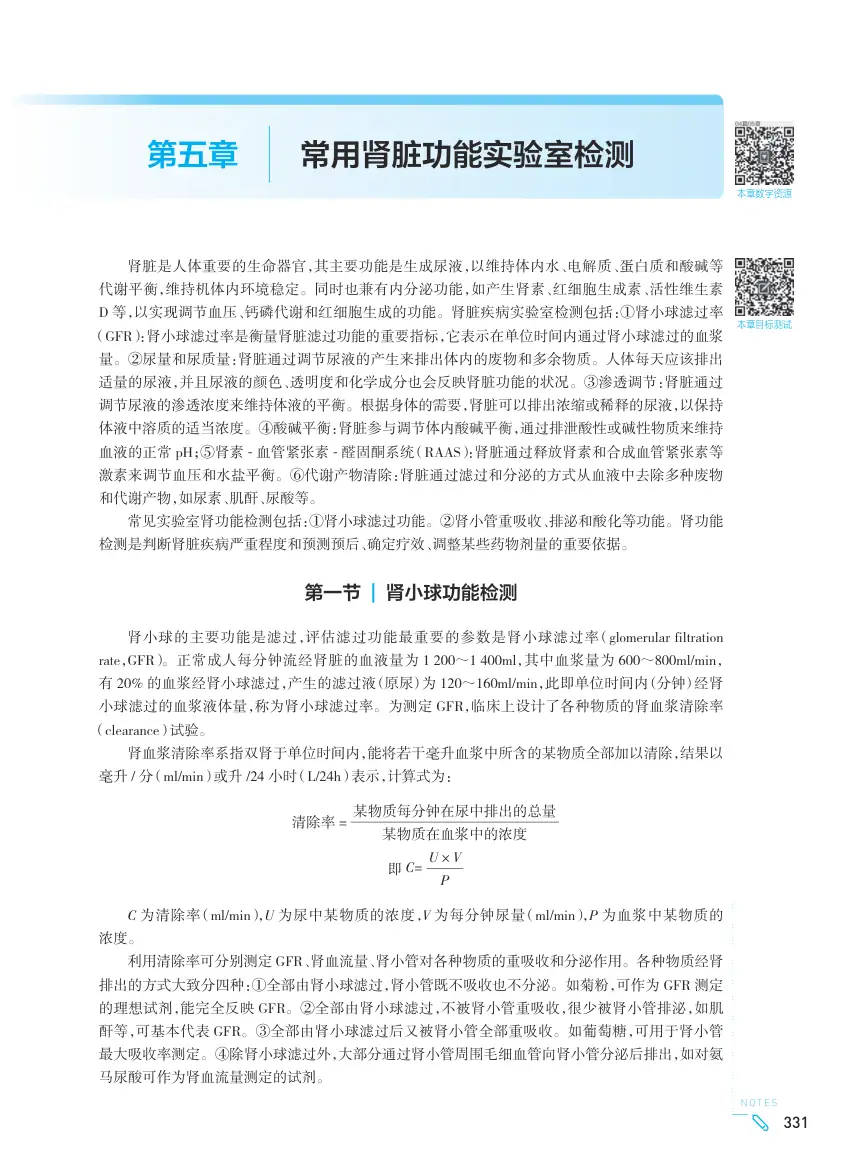 第五章
常用肾脏功能实验室检测
04篇05章
本章数字资源
肾脏是人体重要的生命器官,其主要功能是生成尿液,以维持体内水、电解质、蛋白质和酸碱等
代谢平衡,维持机体内环境稳定。同时也兼有内分泌功能,如产生肾素、红细胞生成素、活性维生素
D 等,以实现调节血压、钙磷代谢和红细胞生成的功能。肾脏疾病实验室检测包括:①肾小球滤过率
(GFR):肾小球滤过率是衡量肾脏滤过功能的重要指标,它表示在单位时间内通过肾小球滤过的血浆
量。②尿量和尿质量:肾脏通过调节尿液的产生来排出体内的废物和多余物质。人体每天应该排出
适量的尿液,并且尿液的颜色、透明度和化学成分也会反映肾脏功能的状况。③渗透调节:肾脏通过
调节尿液的渗透浓度来维持体液的平衡。根据身体的需要,肾脏可以排出浓缩或稀释的尿液,以保持
体液中溶质的适当浓度。④酸碱平衡:肾脏参与调节体内酸碱平衡,通过排泄酸性或碱性物质来维持
血液的正常 pH;⑤肾素 - 血管紧张素 - 醛固酮系统(RAAS):肾脏通过释放肾素和合成血管紧张素等
激素来调节血压和水盐平衡。⑥代谢产物清除:肾脏通过滤过和分泌的方式从血液中去除多种废物
和代谢产物,如尿素、肌酐、尿酸等。
本章目标测试
常见实验室肾功能检测包括:①肾小球滤过功能。②肾小管重吸收、排泌和酸化等功能。肾功能
检测是判断肾脏疾病严重程度和预测预后、确定疗效、调整某些药物剂量的重要依据。
第一节 | 肾小球功能检测
肾小球的主要功能是滤过,评估滤过功能最重要的参数是肾小球滤过率(glomerular filtration
rate,GFR)。正常成人每分钟流经肾脏的血液量为 1 200~1 400ml,其中血浆量为 600~800ml/min,
有 20% 的血浆经肾小球滤过,产生的滤过液(原尿)为 120~160ml/min,此即单位时间内(分钟)经肾
小球滤过的血浆液体量,称为肾小球滤过率。为测定 GFR,临床上设计了各种物质的肾血浆清除率
(clearance)试验。
肾血浆清除率系指双肾于单位时间内,能将若干毫升血浆中所含的某物质全部加以清除,结果以
毫升 / 分(ml/min)或升 /24 小时(L/24h)表示,计算式为:
清除率 = 某物质每分钟在尿中排出的总量
某物质在血浆中的浓度
即 C= U × V
P
C 为清除率(ml/min),U 为尿中某物质的浓度,V 为每分钟尿量(ml/min),P 为血浆中某物质的
浓度。
利用清除率可分别测定 GFR、肾血流量、肾小管对各种物质的重吸收和分泌作用。各种物质经肾
排出的方式大致分四种:①全部由肾小球滤过,肾小管既不吸收也不分泌。如菊粉,可作为 GFR 测定
的理想试剂,能完全反映 GFR。②全部由肾小球滤过,不被肾小管重吸收,很少被肾小管排泌,如肌
酐等,可基本代表 GFR。③全部由肾小球滤过后又被肾小管全部重吸收。如葡萄糖,可用于肾小管
最大吸收率测定。④除肾小球滤过外,大部分通过肾小管周围毛细血管向肾小管分泌后排出,如对氨
马尿酸可作为肾血流量测定的试剂。
NOTES
331